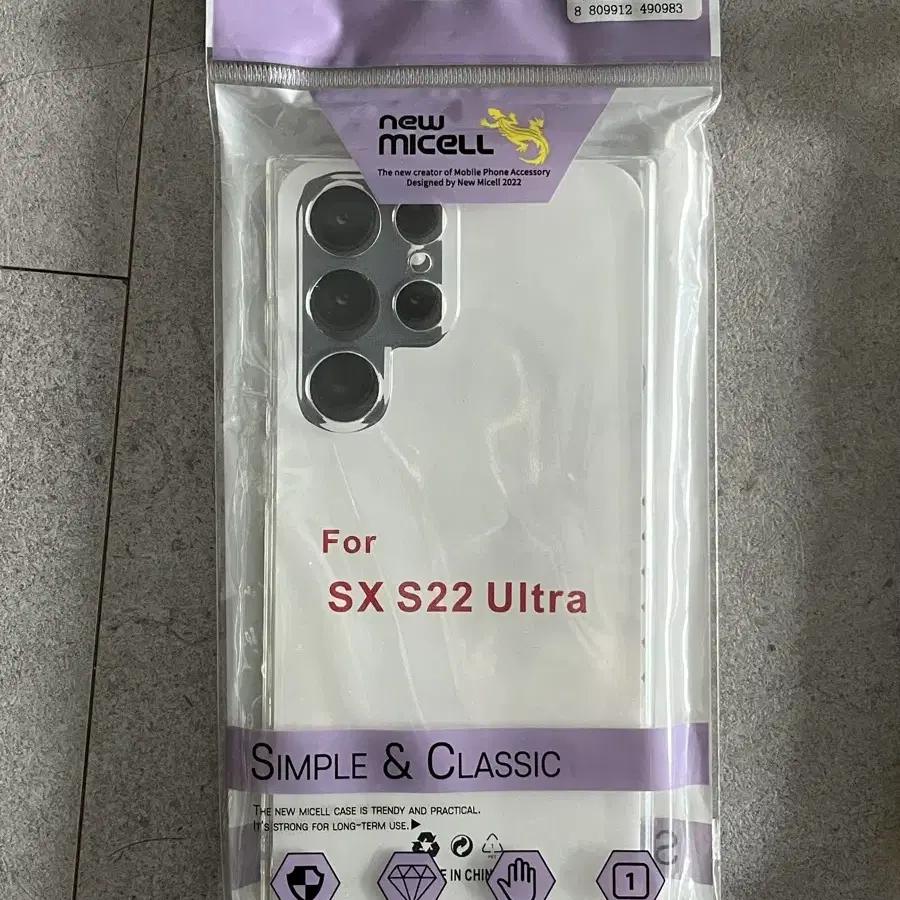 8 809912 490983
new
micell
The new creator of Mobile Phone Accessory
Designed by New Micell 2022
For
SX S22 Ultra
SIMPLE & CLASSIC
THE NEW MICELL CASE IS TRENDY AND PRACTICAL.
IT'S STRONG FOR LONG-TERM USE.▶
E IN CHIN
1